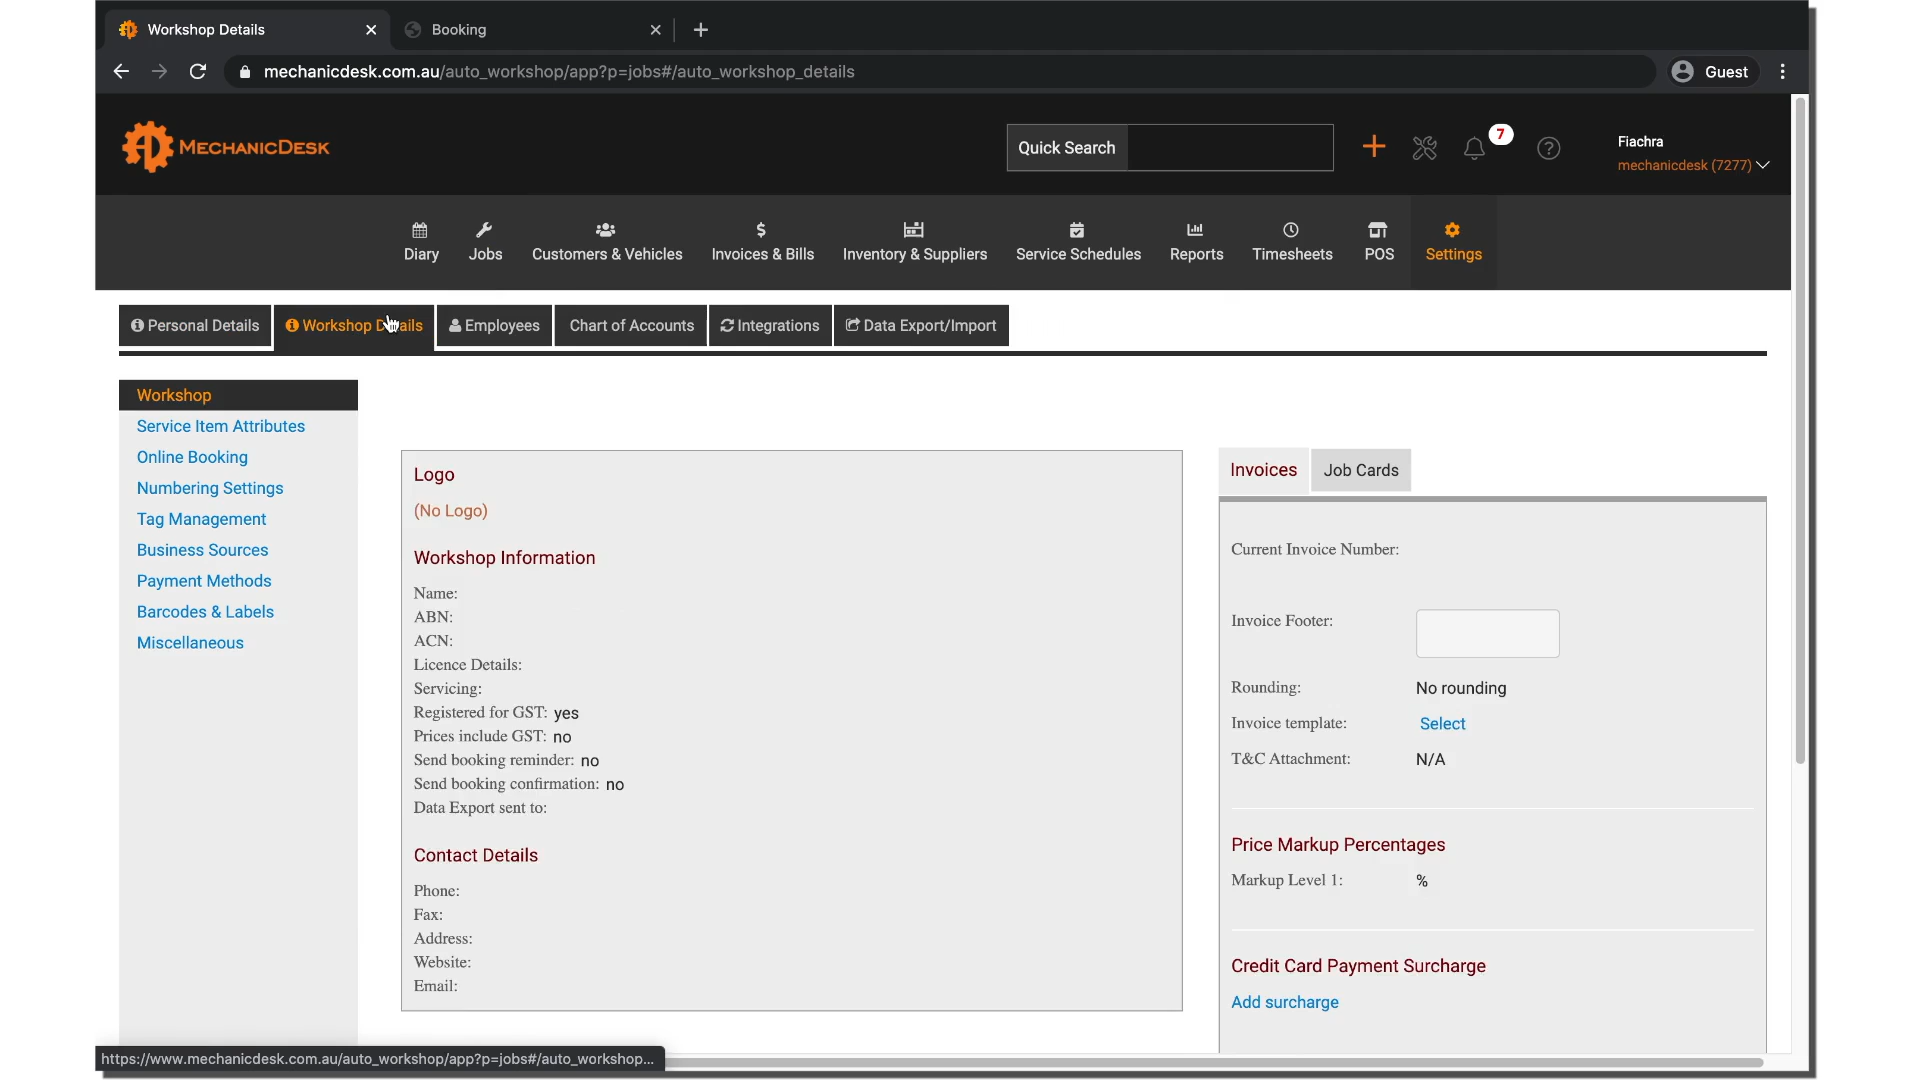 Workshop Details
Booking
mechanicdesk.com.au/auto_workshop/app?p=jobs#/auto_workshop_details
Guest
MECHANICDESK
Quick Search
7
Fiachra
mechanicdesk (7277)
Diary
Jobs
Customers & Vehicles
Invoices & Bills
Inventory & Suppliers
Service Schedules
Reports
Timesheets
POS
Settings
Personal Details
Workshop Details
Employees
Chart of Accounts
Integrations
Data Export/Import
Workshop
Service Item Attributes
Online Booking
Numbering Settings
Tag Management
Business Sources
Payment Methods
Barcodes & Labels
Miscellaneous
Logo
(No Logo)
Workshop Information
Name:
ABN:
ACN:
Licence Details:
Servicing:
Registered for GST: yes
Prices include GST: no
Send booking reminder: no
Send booking confirmation: no
Data Export sent to:
Contact Details
Phone:
Fax:
Address:
Website:
Email:
Invoices
Job Cards
Current Invoice Number:
Invoice Footer:
Rounding: No rounding
Invoice template: Select
T&C Attachment: N/A
Price Markup Percentages
Markup Level 1: %
Credit Card Payment Surcharge
Add surcharge
https://www.mechanicdesk.com.au/auto_workshop/app?p=jobs#/auto_workshop...